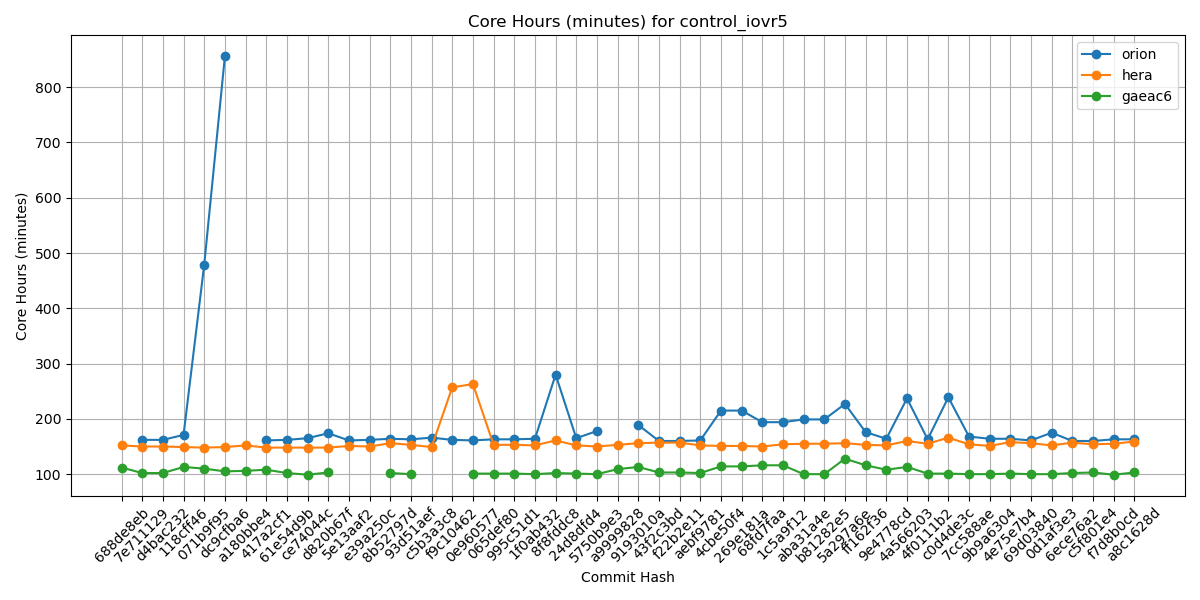 Core Hours (minutes) for control_iovr5
Core Hours (minutes)
800
700
600
500
400
300
200
100
orion
hera
gaeac6
688de8eb
7e711129
d4bac232
118cff46
071b9f95
dc9cfba6
a180bbe4
417a2cf1
61e54d9b
ce74044c
d820b67f
5e13aaf2
e39a250c
8b52797d
93d51aef
c5b3a3c8
f9c10462
0e960577
065def80
995c51d1
1f0ab432
8f8fdfdc8
24d8dfd4
5750b9e3
a9999828
9193010a
43f253bd
f22b2e11
aebf9781
4cbe50f4
269e181a
68fd7faa
1c5a9f12
aba31a4e
b81282e5
5a297a6e
ff162f36
9e4778cd
4a566203
4f011b2
c0d4de3c
7cc588ae
9b9a6304
4e75e7b4
69d03840
0d1af3e3
6ece76a2
c5f801e4
f7d8b0cd
a8c1628d
Commit Hash